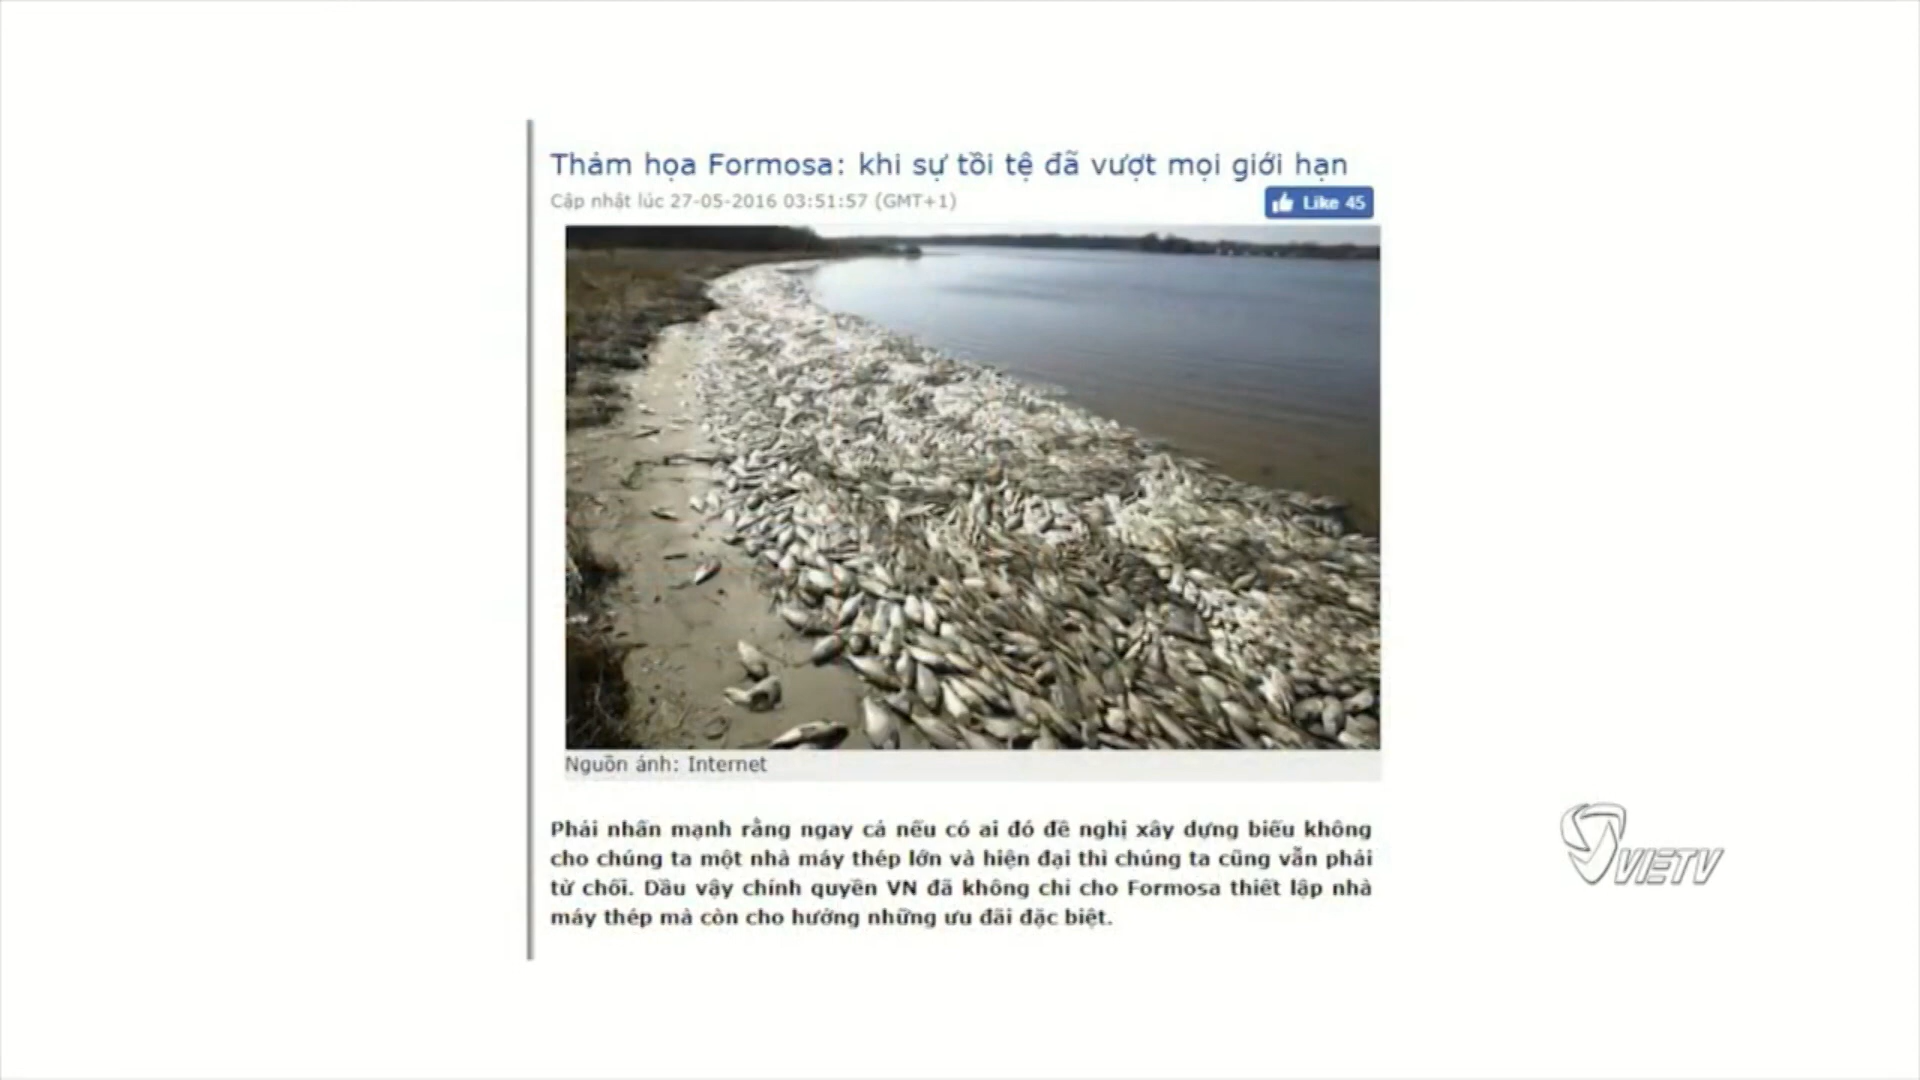 Thảm họa Formosa: khi sự tồi tệ đã vượt mọi giới hạn
Cập nhật lúc 27-05-2016 03:51:57 (GMT+1)
Like 45
Nguồn ảnh: Internet
Phải nhấn mạnh rằng ngay cả nếu có ai đó đề nghị xây dựng biếu không
cho chúng ta một nhà máy thép lớn và hiện đại thì chúng ta cũng vẫn phải
từ chối. Dầu vậy chính quyền VN đã không chỉ cho Formosa thiết lập nhà
máy thép mà còn cho hưởng những ưu đãi đặc biệt.
VIETV